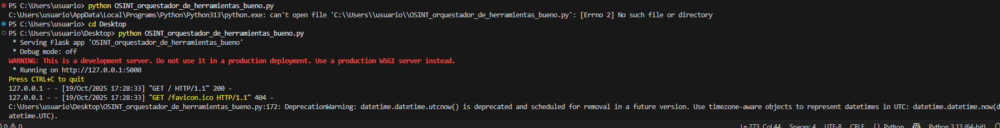 PS C:\Users\usuario> python OSINT_orquestador_de_herramientas_bueno.py
C:\Users\usuario\AppData\Local\Programs\Python\Python313\python.exe: can't open file 'C:\\Users\\usuario\\OSINT_orquestador_de_herramientas_bueno.py': [Errno 2] No such file or directory
PS C:\Users\usuario> cd Desktop
PS C:\Users\usuario\Desktop> python OSINT_orquestador_de_herramientas_bueno.py
 * Serving Flask app 'OSINT_orquestador_de_herramientas_bueno'
 * Debug mode: off
WARNING: This is a development server. Do not use it in a production deployment. Use a production WSGI server instead.
 * Running on http://127.0.0.1:5000
Press CTRL+C to quit
127.0.0.1 - - [19/Oct/2025 17:28:33] "GET / HTTP/1.1" 200 -
127.0.0.1 - - [19/Oct/2025 17:28:33] "GET /favicon.ico HTTP/1.1" 404 -
C:\Users\usuario\Desktop\OSINT_orquestador_de_herramientas_bueno.py:172: DeprecationWarning: datetime.datetime.utcnow() is deprecated and scheduled for removal in a future version. Use timezone-aware objects to represent datetimes in UTC: datetime.datetime.now(d
atetime.UTC).
0 0 Ln 273, Col 44 Spaces: 4 UTF-8 CRLF {} Python Python 3.13 (64-bit)